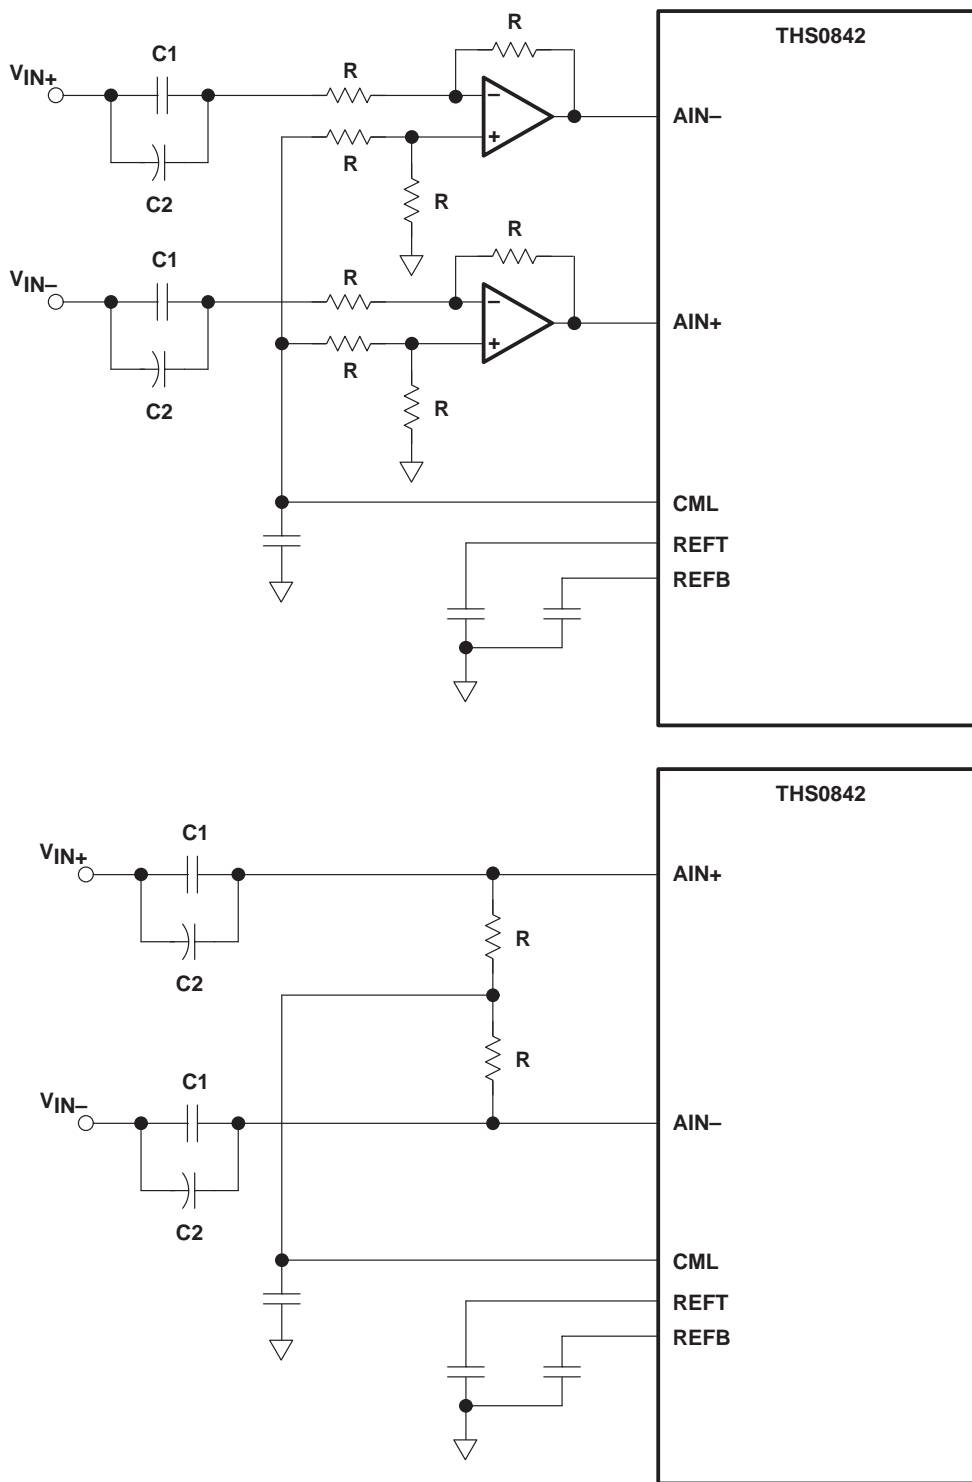 THS0842
C1
VIN+
R
R
AIN–
–
+
R
C2
R
R
C1
R
VIN–
–
AIN+
+
R
C2
R
CML
REFT
REFB
THS0842
C1
VIN+
AIN+
R
C2
R
C1
VIN–
AIN–
C2
CML
REFT
REFB